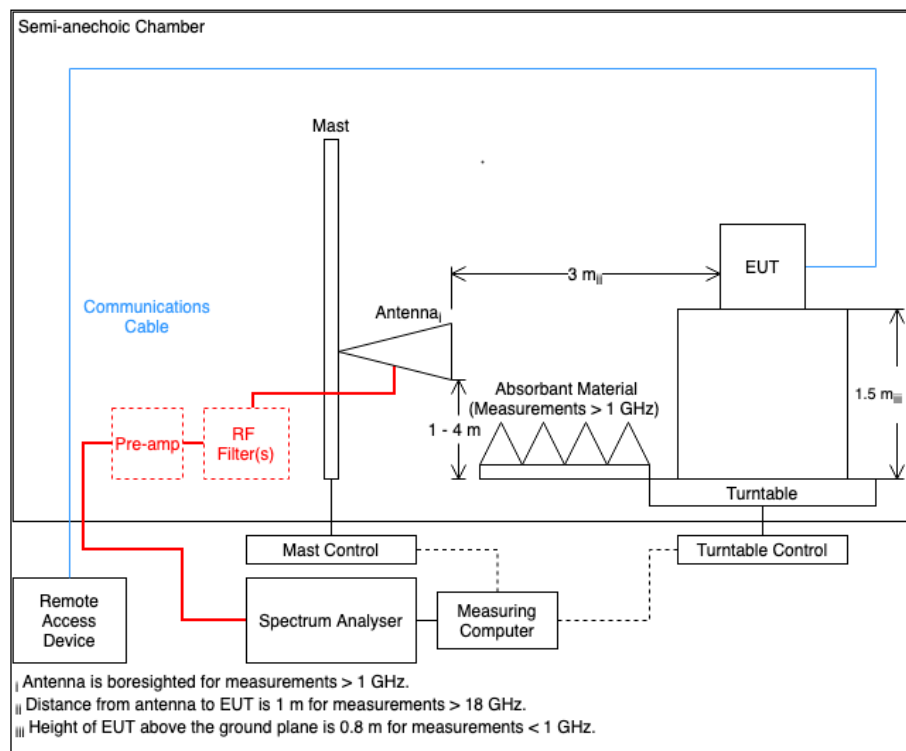 Semi-anechoic Chamber
Mast
EUT
3 m ii
Communications
Cable
Antenna i
Absorbant Material
(Measurements > 1 GHz)
1.5 m iii
1 - 4 m
Pre-amp
RF
Filter(s)
Turntable
Mast Control
Turntable Control
Remote
Access
Device
Spectrum Analyser
Measuring
Computer
i Antenna is boresighted for measurements > 1 GHz.
ii Distance from antenna to EUT is 1 m for measurements > 18 GHz.
iii Height of EUT above the ground plane is 0.8 m for measurements < 1 GHz.